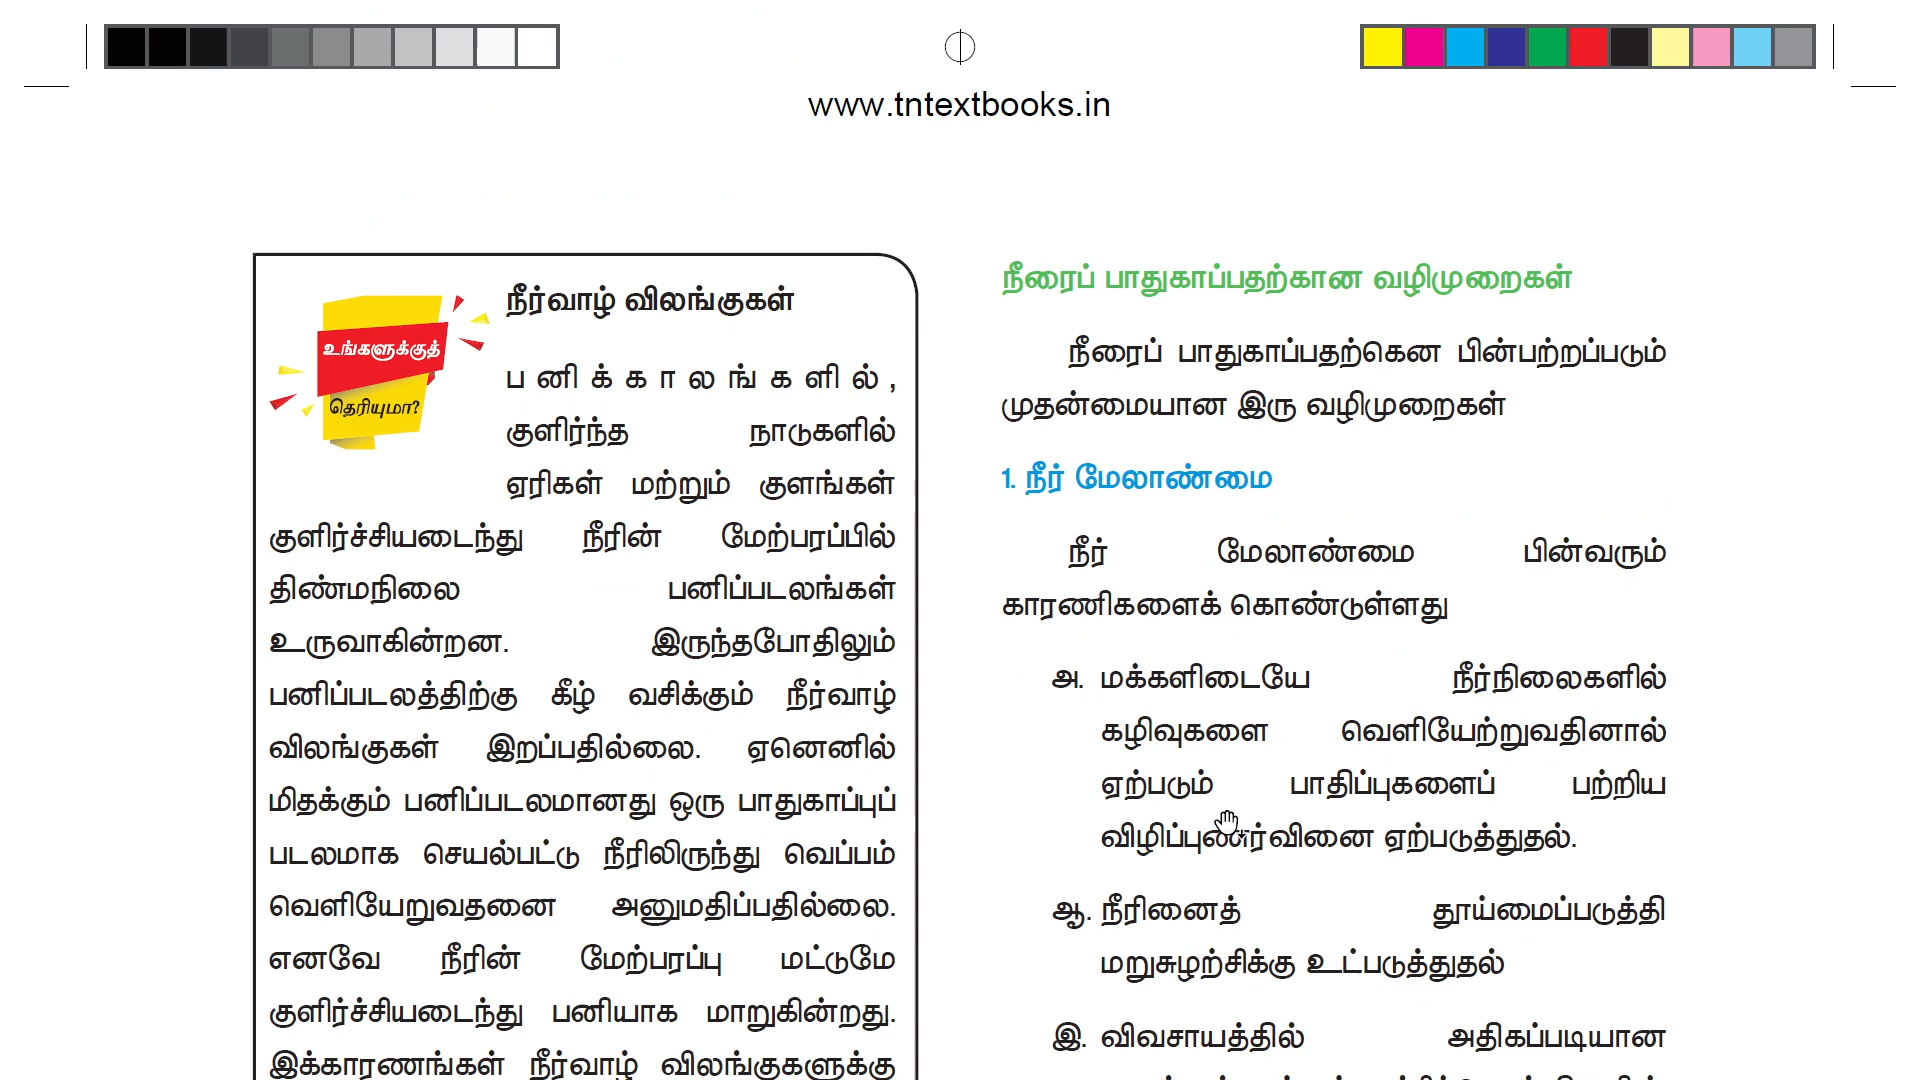 www.tntextbooks.in
உங்களுக்குத்
தெரியுமா?
நீர்வாழ் விலங்குகள்
பனிக்காலங்களில்,
குளிர்ந்த நாடுகளில்
ஏரிகள் மற்றும் குளங்கள்
குளிர்ச்சியடைந்து நீரின் மேற்பரப்பில்
திண்மநிலை பனிப்படலங்கள்
உருவாகின்றன. இருந்தபோதிலும்
பனிப்படலத்திற்கு கீழ் வசிக்கும் நீர்வாழ்
விலங்குகள் இறப்பதில்லை. ஏனெனில்
மிதக்கும் பனிப்படலமானது ஒரு பாதுகாப்புப்
படலமாக செயல்பட்டு நீரிலிருந்து வெப்பம்
வெளியேறுவதனை அனுமதிப்பதில்லை.
எனவே நீரின் மேற்பரப்பு மட்டுமே
குளிர்ச்சியடைந்து பனியாக மாறுகின்றது.
இக்காரணங்கள் நீர்வாழ் விலங்குகளுக்கு
நீரைப் பாதுகாப்பதற்கான வழிமுறைகள்
நீரைப் பாதுகாப்பதற்கென பின்பற்றப்படும்
முதன்மையான இரு வழிமுறைகள்
1. நீர் மேலாண்மை
நீர் மேலாண்மை பின்வரும்
காரணிகளைக் கொண்டுள்ளது
அ. மக்களிடையே நீர்நிலைகளில்
கழிவுகளை வெளியேற்றுவதினால்
ஏற்படும் பாதிப்புகளைப் பற்றிய
விழிப்புணர்வினை ஏற்படுத்துதல்.
ஆ. நீரினைத் தூய்மைப்படுத்தி
மறுசுழற்சிக்கு உட்படுத்துதல்
இ. விவசாயத்தில் அதிகப்படியான